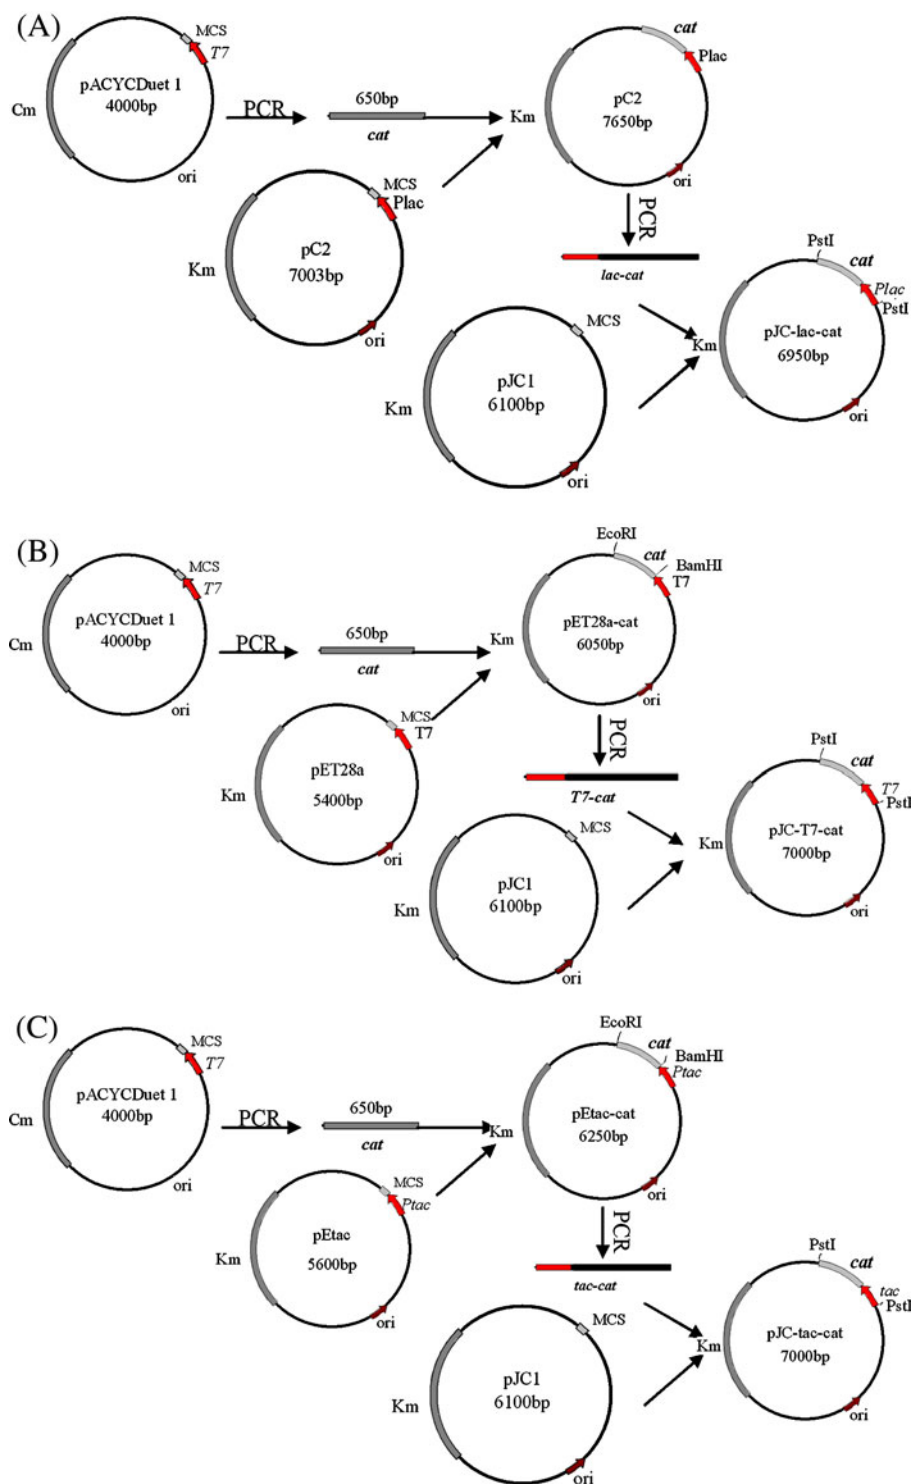 (A)
MCS
T7
pACYCDuet 1
4000bp
Cm
ori
PCR
650bp
cat
cat
Plac
pC2
7650bp
Km
ori
MCS
Plac
pC2
7003bp
Km
ori
PCR
lac-cat
PstI
cat
Plac
PstI
Km
pJC-lac-cat
6950bp
ori
MCS
pJC1
6100bp
Km
ori
(B)
MCS
T7
pACYCDuet 1
4000bp
Cm
ori
PCR
650bp
cat
EcoRI
cat
BamHI
T7
Km
pET28a-cat
6050bp
ori
MCS
T7
pET28a
5400bp
Km
ori
PCR
T7-cat
PstI
cat
T7
PstI
Km
pJC-T7-cat
7000bp
ori
MCS
pJC1
6100bp
Km
ori
(C)
MCS
T7
pACYCDuet 1
4000bp
Cm
ori
PCR
650bp
cat
EcoRI
cat
BamHI
Ptac
Km
pEtac-cat
6250bp
ori
MCS
Ptac
pEtac
5600bp
Km
ori
PCR
tac-cat
PstI
cat
tac
PstI
Km
pJC-tac-cat
7000bp
ori
MCS
pJC1
6100bp
Km
ori